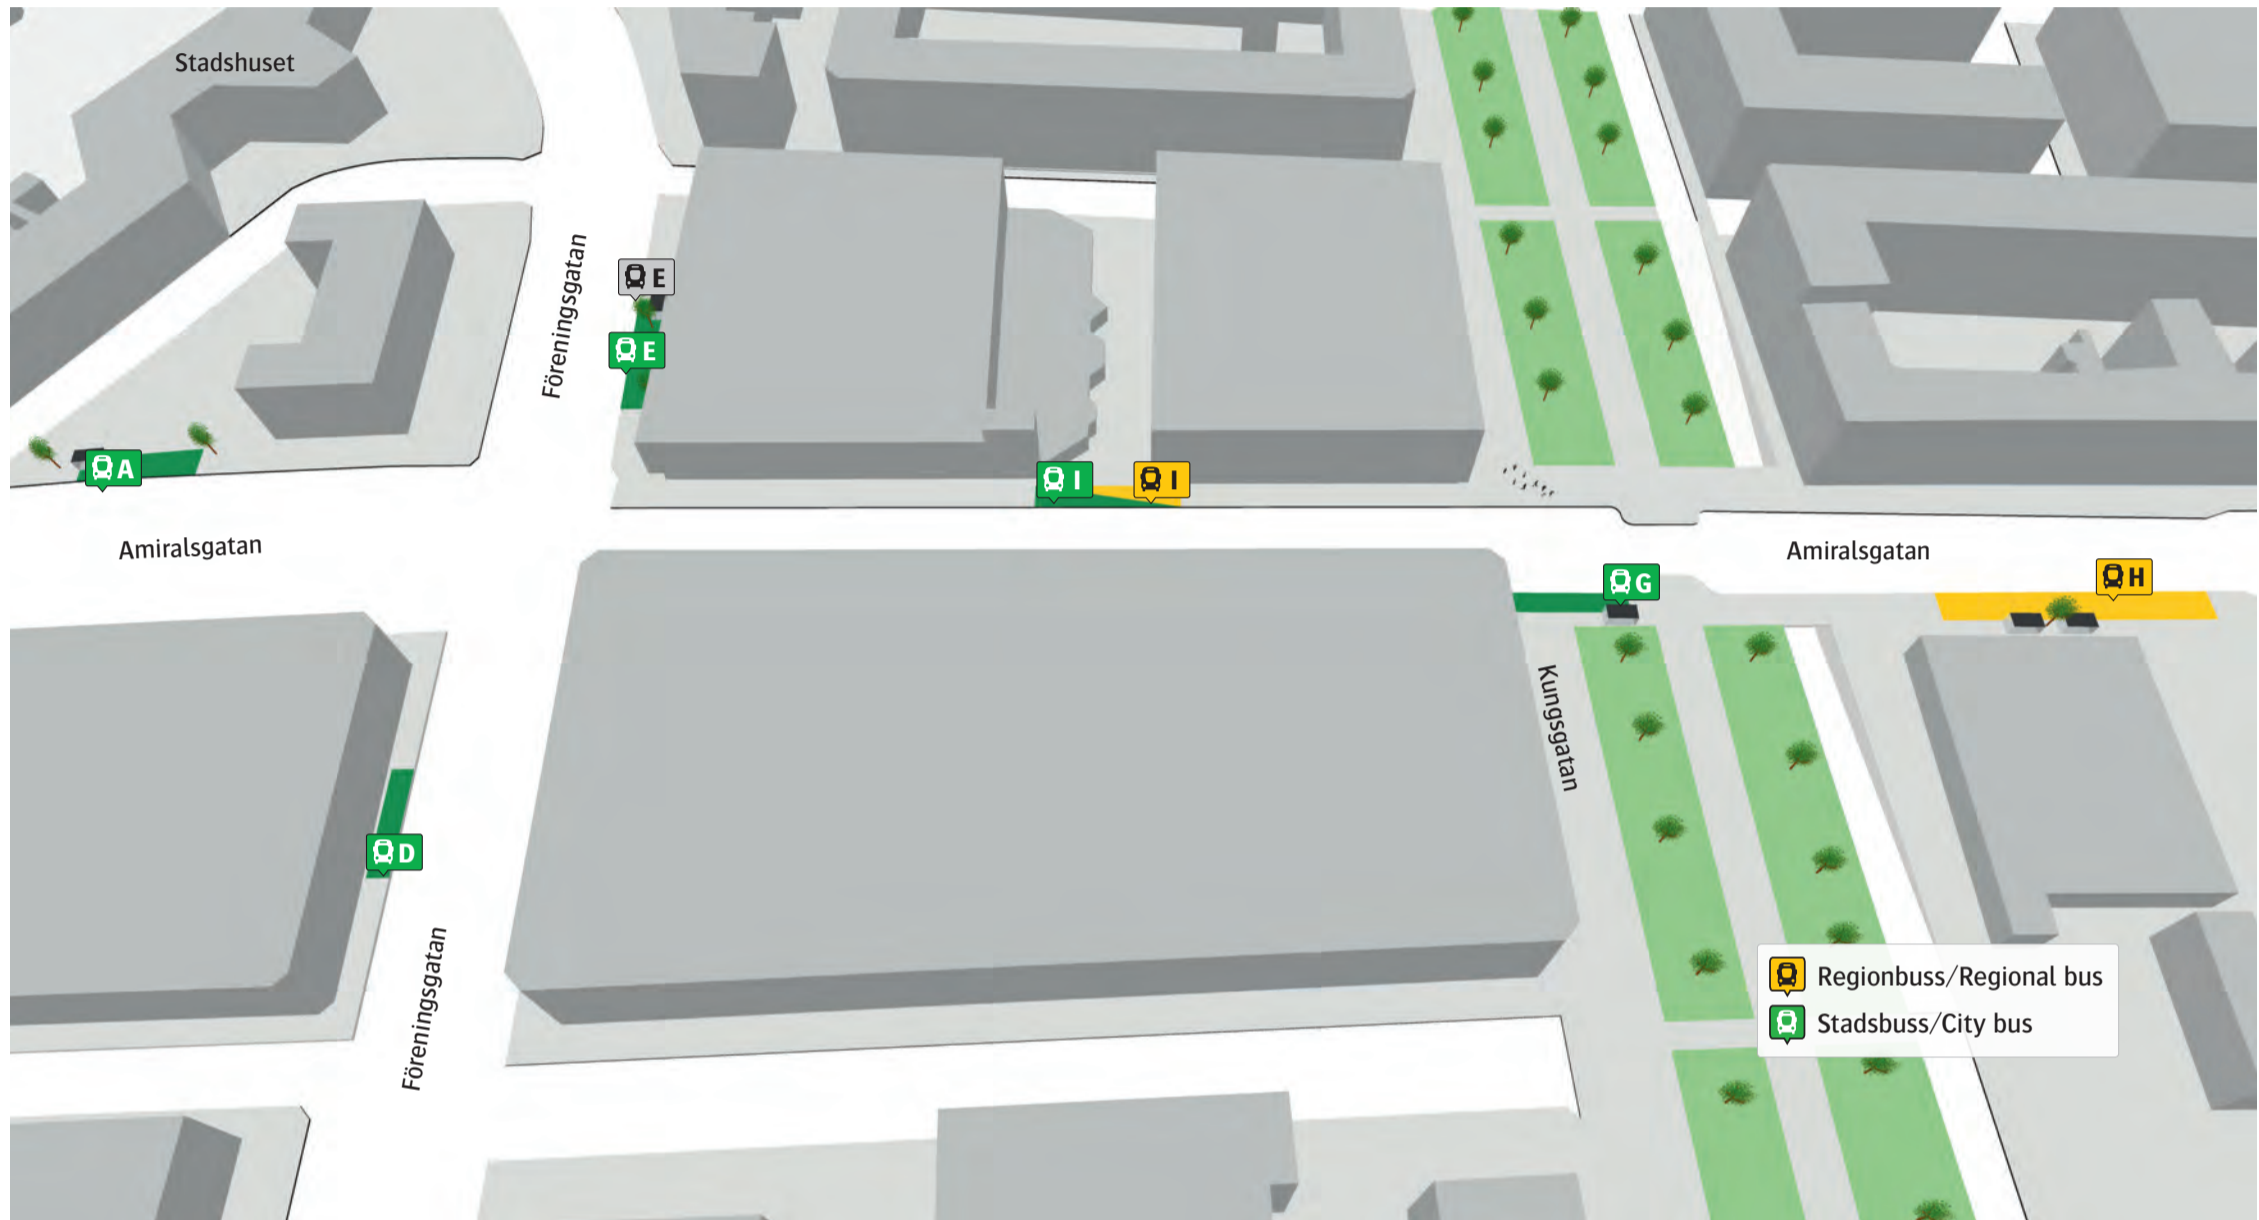 Stadshuset
Föreningsgatan
E
E
A
I
I
Amiralsgatan
Amiralsgatan
G
H
Kungsgatan
D
Föreningsgatan
Regionbuss/Regional bus
Stadsbuss/City bus